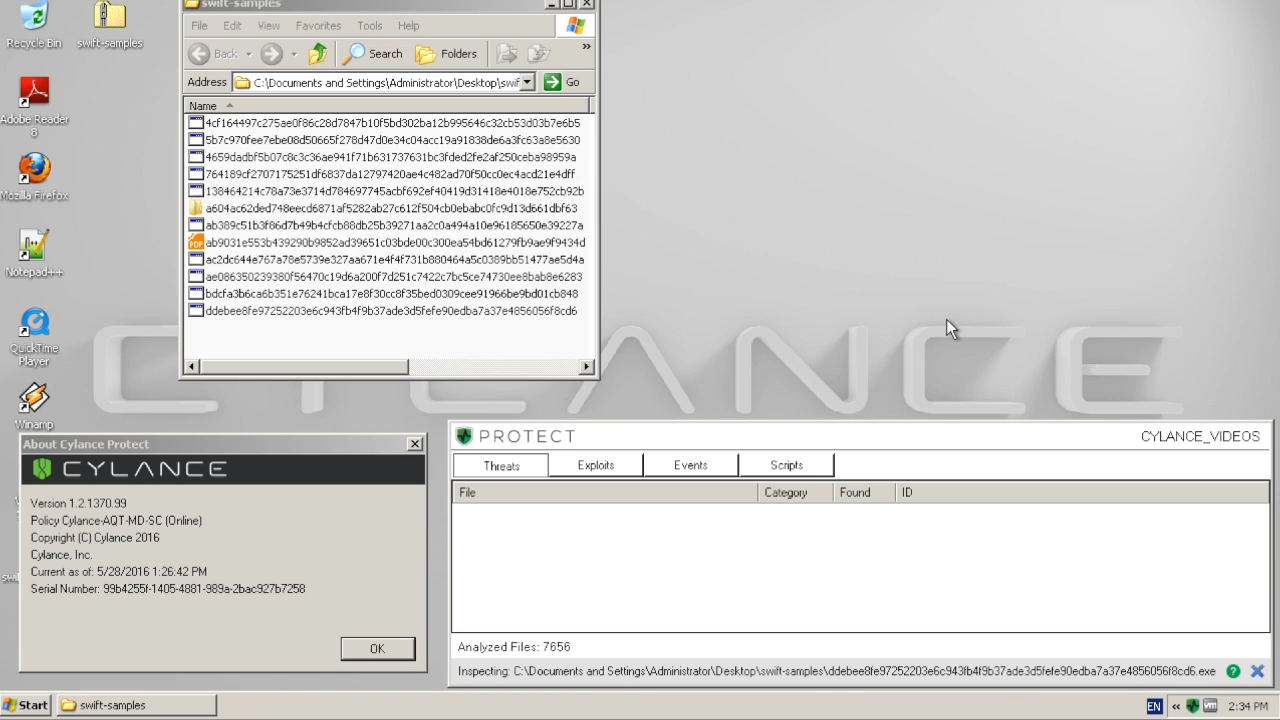 Recycle Bin
swift-samples
Adobe Reader
8
Mozilla Firefox
Notepad++
QuickTime
Player
Winamp
swift-samples
File Edit View Favorites Tools Help
Back Search Folders »
Address C:\Documents and Settings\Administrator\Desktop\swif Go
Name
4cf164497c275ae0f86c28d7847b10f5bd302ba12b995646c32cb53d03b7e6b5
5b7c970fee7ebe08d50665f278d47d0e34c04acc19a91838de6a3fc63a8e5630
4659dadbf5b07c8c3c36ae941f71b631737631bc3fded2fe2af250ceba98959a
764189cf2707175251df6837da12797420ae4c482ad70f50cc0ec4acd21e4dff
138464214c78a73e3714d784697745acbf692ef40419d31418e4018e752cb92b
a604ac62ded748eecd6871af5282ab27c612f504cb0ebabc0fc9d13d661dbf63
ab389c51b3f86d7b49b4cfcb88db25b39271aa2c0a494a10e96185650e39227a
ab9031e553b439290b9852ad39651c03bde00c300ea54bd61279fb9ae9f9434d
ac2dc644e767a78e5739e327aa671e4f4f731b880464a5c0389bb51477ae5d4a
ae086350239380f56470c19d6a200f7d251c7422c7bc5ce74730ee8bab8e6283
bdcfa3b6ca6b351e76241bca17e8f30cc8f35bed0309cee91966be9bd01cb848
ddebee8fe97252203e6c943fb4f9b37ade3d5fefe90edba7a37e4856056f8cd6
CYLANCE
About Cylance Protect
CYLANCE
Version 1.2.1370.99
Policy Cylance-AQT-MD-SC (Online)
Copyright (C) Cylance 2016
Cylance, Inc.
Current as of: 5/28/2016 1:26:42 PM
Serial Number: 99b4255f-1405-4881-989a-2bac927b7258
OK
PROTECT CYLANCE_VIDEOS
Threats Exploits Events Scripts
File Category Found ID
Analyzed Files: 7656
Inspecting: C:\Documents and Settings\Administrator\Desktop\swift-samples\ddebee8fe97252203e6c943fb4f9b37ade3d5fefe90edba7a37e4856056f8cd6.exe
Start swift-samples EN « vm 2:34 PM